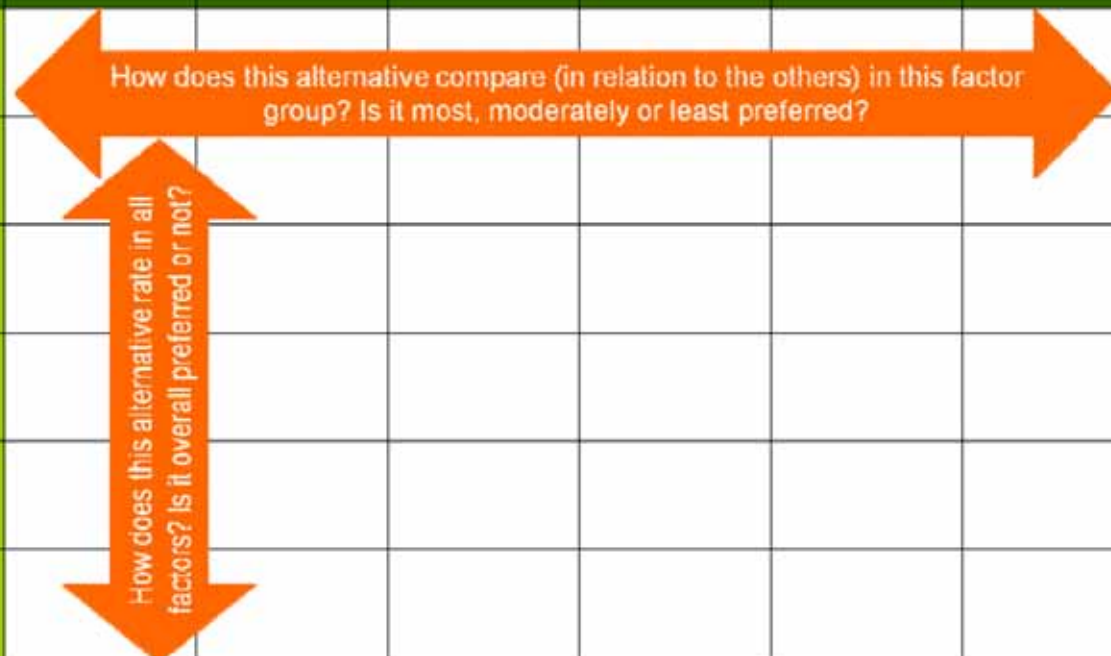 How does this alternative compare (in relation to the others) in this factor
group? Is it most, moderately or least preferred?
How does this alternative rate in all
factors? Is it overall preferred or not?